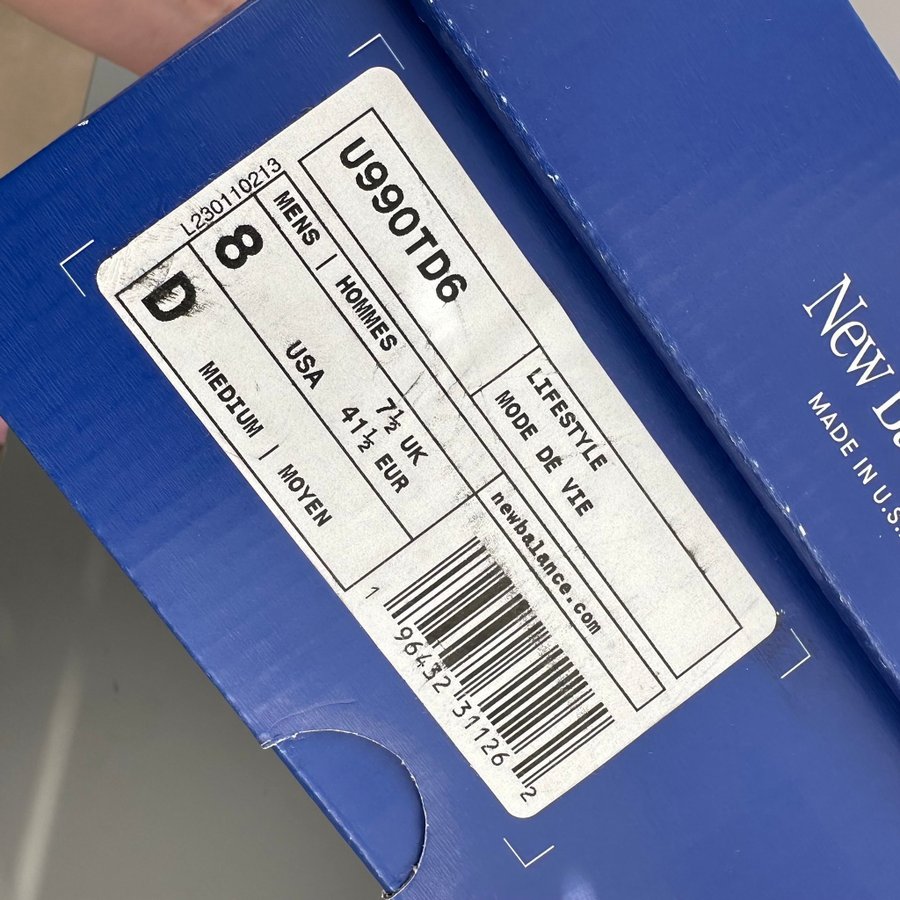 L230110213
U990TD6
LIFESTYLE
MODE DE VIE
MENS | HOMMES
8
USA
7½ UK
41½ EUR
D
MEDIUM | MOYEN
newbalance.com
1 96432 31126 2
New
MADE IN U.S.